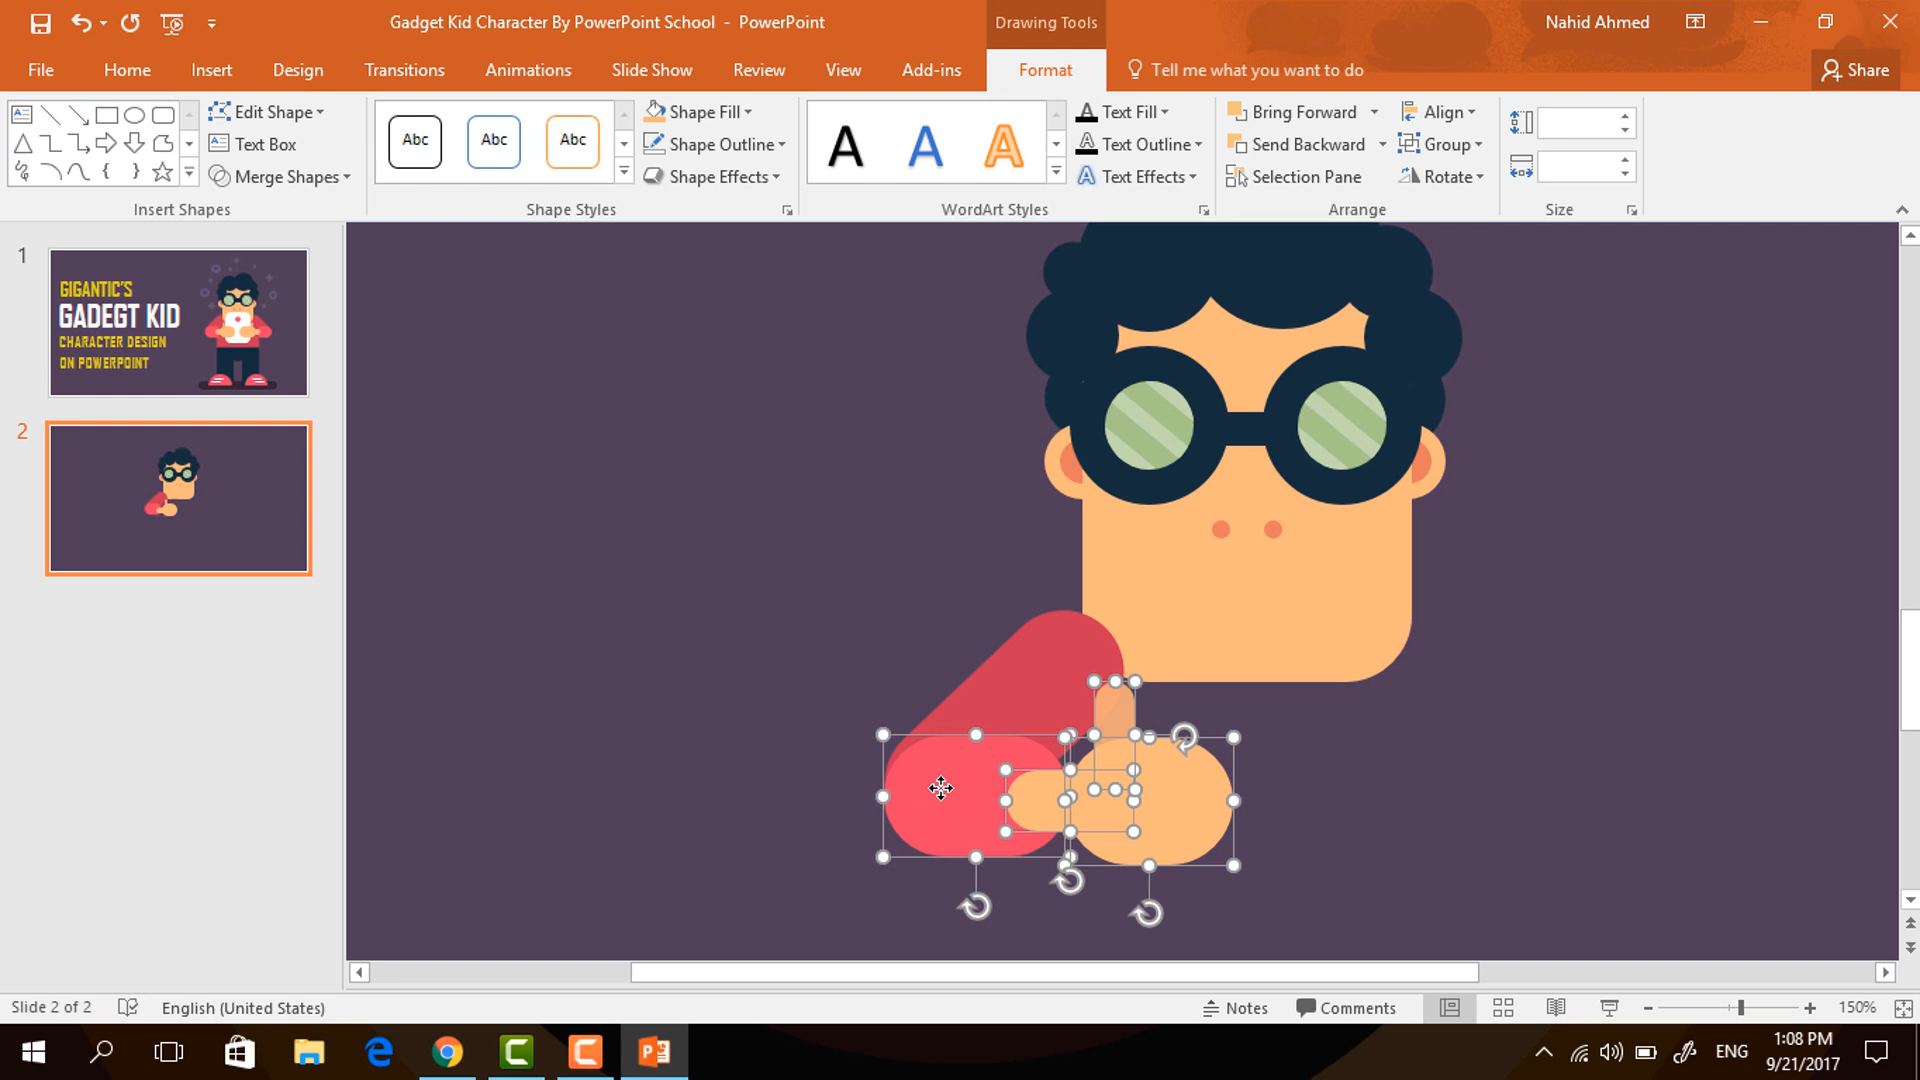 Gadget Kid Character By PowerPoint School - PowerPoint
Drawing Tools
Nahid Ahmed
File
Home
Insert
Design
Transitions
Animations
Slide Show
Review
View
Add-ins
Format
Tell me what you want to do
Share
Edit Shape
Text Box
Merge Shapes
Insert Shapes
Abc
Abc
Abc
Shape Fill
Shape Outline
Shape Effects
Shape Styles
A
A
A
Text Fill
Text Outline
Text Effects
WordArt Styles
Bring Forward
Send Backward
Selection Pane
Align
Group
Rotate
Arrange
Size
1
GIGANTIC'S
GADEGT KID
CHARACTER DESIGN
ON POWERPOINT
2
Slide 2 of 2
English (United States)
Notes
Comments
150%
ENG
1:08 PM
9/21/2017